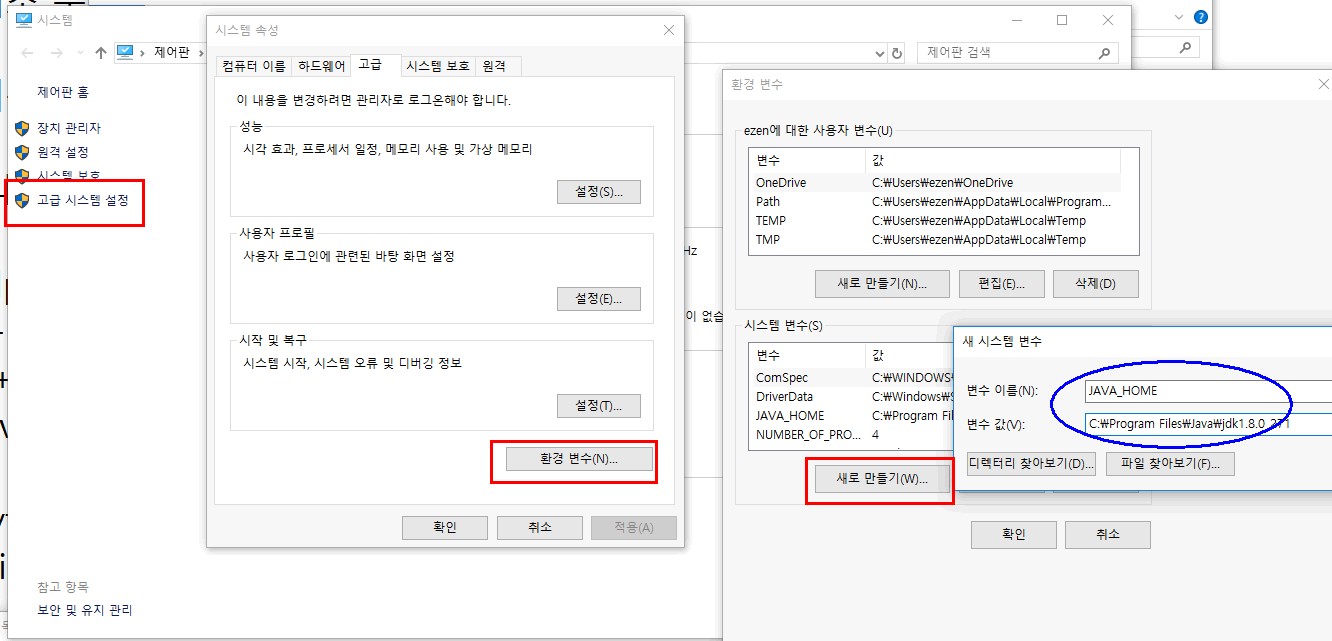 시스템
제어판
제어판 검색
제어판 홈
장치 관리자
원격 설정
시스템 보호
고급 시스템 설정
참고 항목
보안 및 유지 관리
시스템 속성
컴퓨터 이름 하드웨어 고급 시스템 보호 원격
이 내용을 변경하려면 관리자로 로그온해야 합니다.
성능
시각 효과, 프로세서 일정, 메모리 사용 및 가상 메모리
설정(S)...
사용자 프로필
사용자 로그인에 관련된 바탕 화면 설정
설정(E)...
시작 및 복구
시스템 시작, 시스템 오류 및 디버깅 정보
설정(T)...
환경 변수(N)...
확인 취소 적용(A)
Hz
이 없습
환경 변수
ezen에 대한 사용자 변수(U)
변수 값
OneDrive C:₩Users₩ezen₩OneDrive
Path C:₩Users₩ezen₩AppData₩Local₩Program...
TEMP C:₩Users₩ezen₩AppData₩Local₩Temp
TMP C:₩Users₩ezen₩AppData₩Local₩Temp
새로 만들기(N)... 편집(E)... 삭제(D)
시스템 변수(S)
변수 값
ComSpec C:₩WINDOWS₩
DriverData C:₩Windows₩S
JAVA_HOME C:₩Program Fil
NUMBER_OF_PRO... 4
새로 만들기(W)...
확인 취소
새 시스템 변수
변수 이름(N): JAVA_HOME
변수 값(V): C:₩Program Files₩Java₩jdk1.8.0_271
디렉터리 찾아보기(D)... 파일 찾아보기(F)...